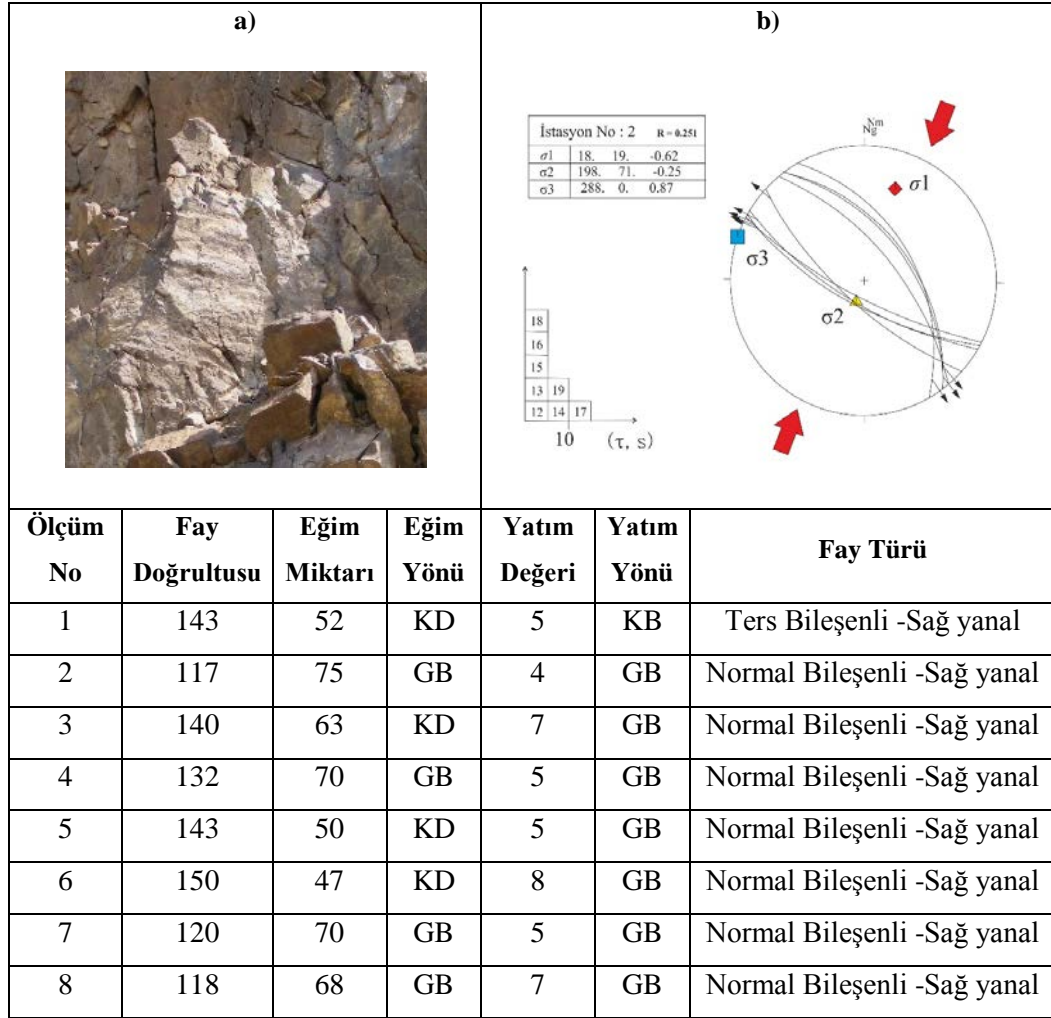 a)
b)
İstasyon No : 2 R = 0.251
σ1 18. 19. -0.62
σ2 198. 71. -0.25
σ3 288. 0. 0.87
Nm
Ng
σ1
σ3
σ2
18
16
15
13 19
12 14 17
10 (τ, s)
Ölçüm No Fay Doğrultusu Eğim Miktarı Eğim Yönü Yatım Değeri Yatım Yönü Fay Türü
1 143 52 KD 5 KB Ters Bileşenli -Sağ yanal
2 117 75 GB 4 GB Normal Bileşenli -Sağ yanal
3 140 63 KD 7 GB Normal Bileşenli -Sağ yanal
4 132 70 GB 5 GB Normal Bileşenli -Sağ yanal
5 143 50 KD 5 GB Normal Bileşenli -Sağ yanal
6 150 47 KD 8 GB Normal Bileşenli -Sağ yanal
7 120 70 GB 5 GB Normal Bileşenli -Sağ yanal
8 118 68 GB 7 GB Normal Bileşenli -Sağ yanal